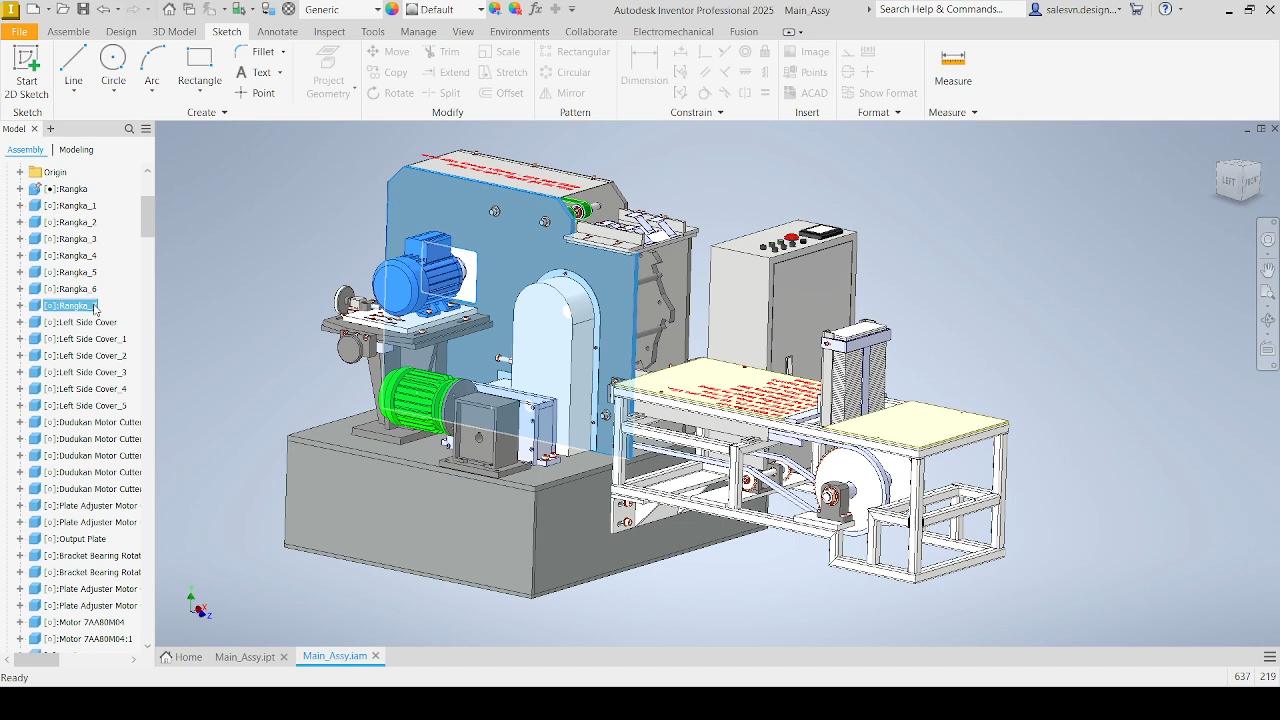 Generic
Default
Autodesk Inventor Professional 2025
Main_Assy
Search Help & Commands...
salesvn.design...
File
Assemble
Design
3D Model
Sketch
Annotate
Inspect
Tools
Manage
View
Environments
Collaborate
Electromechanical
Fusion
Start
2D Sketch
Line
Circle
Arc
Rectangle
Fillet
Text
Point
Project
Geometry
Move
Copy
Rotate
Trim
Extend
Split
Scale
Stretch
Offset
Rectangular
Circular
Mirror
Dimension
Image
Points
ACAD
Show Format
Measure
Sketch
Create
Modify
Pattern
Constrain
Insert
Format
Measure
Model
Assembly
Modeling
Origin
[●]:Rangka
[○]:Rangka_1
[○]:Rangka_2
[○]:Rangka_3
[○]:Rangka_4
[○]:Rangka_5
[○]:Rangka_6
[○]:Rangka_
[○]:Left Side Cover
[○]:Left Side Cover_1
[○]:Left Side Cover_2
[○]:Left Side Cover_3
[○]:Left Side Cover_4
[○]:Left Side Cover_5
[○]:Dudukan Motor Cutter
[○]:Dudukan Motor Cutter
[○]:Dudukan Motor Cutter
[○]:Dudukan Motor Cutter
[○]:Dudukan Motor Cutter
[○]:Plate Adjuster Motor
[○]:Plate Adjuster Motor
[○]:Output Plate
[○]:Bracket Bearing Rotat
[○]:Bracket Bearing Rotat
[○]:Plate Adjuster Motor
[○]:Plate Adjuster Motor
[○]:Motor 7AA80M04
[○]:Motor 7AA80M04:1
LEFT
FRONT
Y
X
Z
Home
Main_Assy.ipt
Main_Assy.iam
Ready
637
219